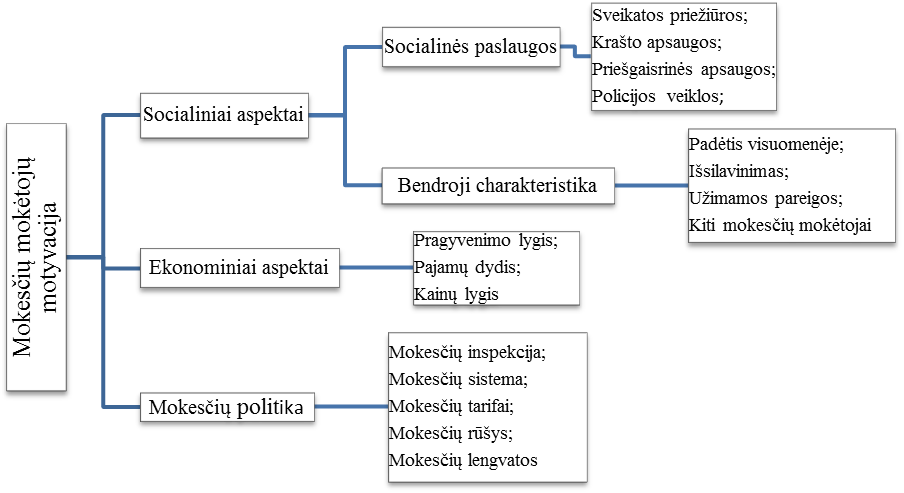 Mokesčių mokėtojų
motyvacija
Socialiniai aspektai
Socialinės paslaugos
Sveikatos priežiūros;
Krašto apsaugos;
Priešgaisrinės apsaugos;
Policijos veiklos;
Bendroji charakteristika
Padėtis visuomenėje;
Išsilavinimas;
Užimamos pareigos;
Kiti mokesčių mokėtojai
Ekonominiai aspektai
Pragyvenimo lygis;
Pajamų dydis;
Kainų lygis
Mokesčių politika
Mokesčių inspekcija;
Mokesčių sistema;
Mokesčių tarifai;
Mokesčių rūšys;
Mokesčių lengvatos